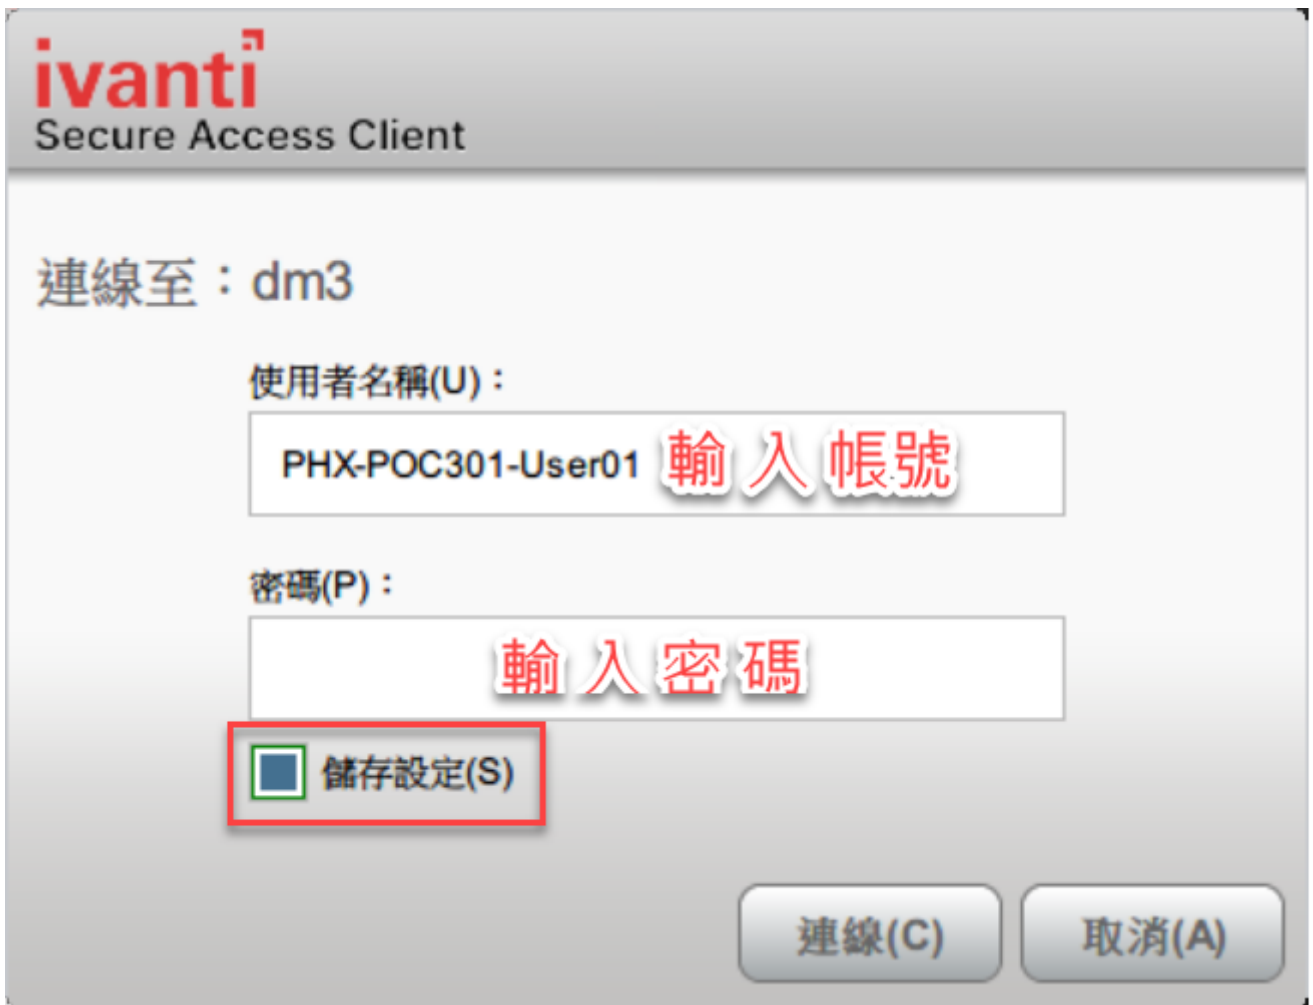 ivanti
Secure Access Client
連線至：dm3
使用者名稱(U)：
PHX-POC301-User01 輸入帳號
密碼(P)：
輸入密碼
儲存設定(S)
連線(C) 取消(A)